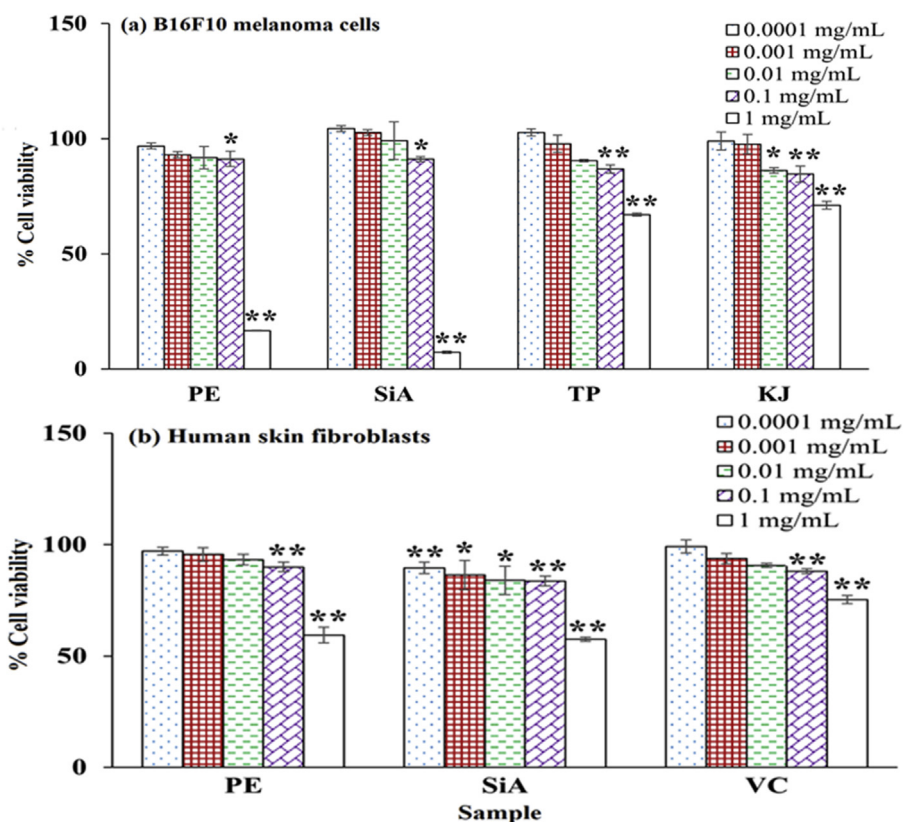 150
(a) B16F10 melanoma cells
0.0001 mg/mL
0.001 mg/mL
0.01 mg/mL
0.1 mg/mL
1 mg/mL
100
50
0
% Cell viability
*
**
*
**
**
**
*
**
**
PE SiA TP KJ
150
(b) Human skin fibroblasts
0.0001 mg/mL
0.001 mg/mL
0.01 mg/mL
0.1 mg/mL
1 mg/mL
100
50
0
% Cell viability
**
**
**
*
*
**
**
**
**
PE SiA VC
Sample